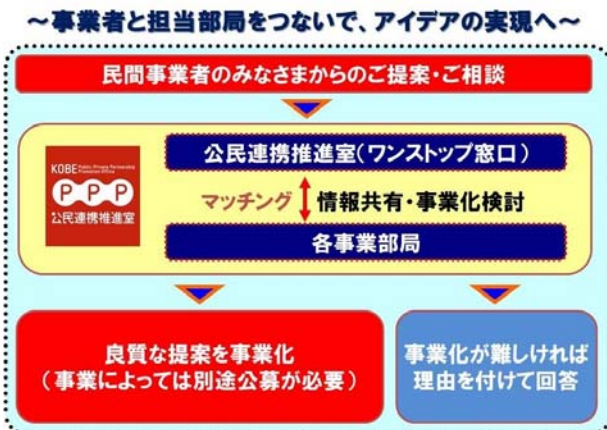 ～事業者と担当部局をつないで、アイデアの実現へ～
民間事業者のみなさまからのご提案・ご相談
KOBE Public Private Partnership Promotion Office
PPP
公民連携推進室
公民連携推進室（ワンストップ窓口）
マッチング 情報共有・事業化検討
各事業部局
良質な提案を事業化
（事業によっては別途公募が必要）
事業化が難しければ
理由を付けて回答